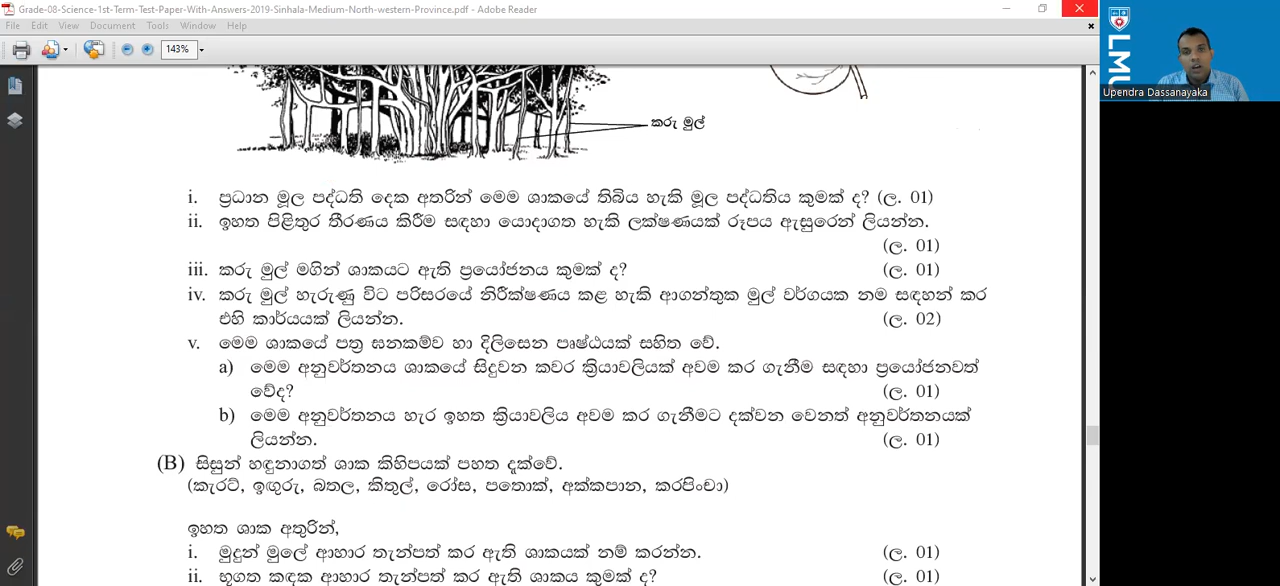 Grade-08-Science-1st-Term-Test-Paper-With-Answers-2019-Sinhala-Medium-North-western-Province.pdf - Adobe Reader
File Edit View Document Tools Window Help
143%
LMU
Upendra Dassanayaka
කරු මුල්
i. ප්‍රධාන මූල පද්ධති දෙක අතරින් මෙම ශාකයේ තිබිය හැකි මූල පද්ධතිය කුමක් ද? (ල. 01)
ii. ඉහත පිළිතුර තීරණය කිරීම සඳහා යොදාගත හැකි ලක්ෂණයක් රූපය ඇසුරෙන් ලියන්න.
(ල. 01)
iii. කරු මුල් මගින් ශාකයට ඇති ප්‍රයෝජනය කුමක් ද? (ල. 01)
iv. කරු මුල් හැරුණු විට පරිසරයේ නිරීක්ෂණය කළ හැකි ආගන්තුක මුල් වර්ගයක නම සඳහන් කර
එහි කාර්යයක් ලියන්න. (ල. 02)
v. මෙම ශාකයේ පත්‍ර ඝනකම්ව හා දිලිසෙන පෘෂ්ඨයක් සහිත වේ.
a) මෙම අනුවර්තනය ශාකයේ සිදුවන කවර ක්‍රියාවලියක් අවම කර ගැනීම සඳහා ප්‍රයෝජනවත්
වේද? (ල. 01)
b) මෙම අනුවර්තනය හැර ඉහත ක්‍රියාවලිය අවම කර ගැනීමට දක්වන වෙනත් අනුවර්තනයක්
ලියන්න. (ල. 01)
(B) සිසුන් හඳුනාගත් ශාක කිහිපයක් පහත දැක්වේ.
(කැරට්, ඉඟුරු, බතල, කිතුල්, රෝස, පතොක්, අක්කපාන, කරපිංචා)
ඉහත ශාක අතුරින්,
i. මුදුන් මුලේ ආහාර තැන්පත් කර ඇති ශාකයක් නම් කරන්න. (ල. 01)
ii. භූගත කඳක ආහාර තැන්පත් කර ඇති ශාකය කුමක් ද? (ල. 01)